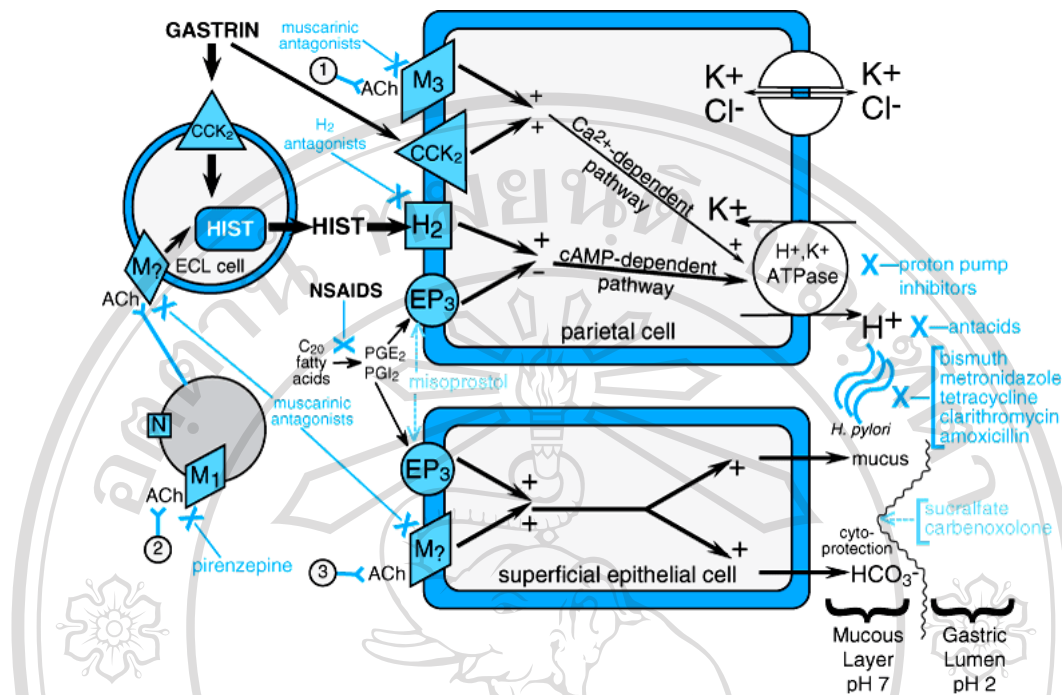 GASTRIN
muscarinic
antagonists
1
ACh
M3
K+
Cl-
K+
Cl-
CCK2
H2
antagonists
CCK2
+
+
Ca2+-dependent
pathway
HIST
ECL cell
HIST
H2
+
−
cAMP-dependent
pathway
K+
+
H+,K+
ATPase
X
proton pump
inhibitors
M?
ACh
NSAIDS
EP3
parietal cell
H+
X
antacids
C20
fatty
acids
PGE2
PGI2
misoprostol
muscarinic
antagonists
H. pylori
X
bismuth
metronidazole
tetracycline
clarithromycin
amoxicillin
N
M1
ACh
2
pirenzepine
EP3
+
+
+
+
mucus
sucralfate
carbenoxolone
cyto-
protection
3
ACh
M?
superficial epithelial cell
HCO3-
Mucous
Layer
pH 7
Gastric
Lumen
pH 2